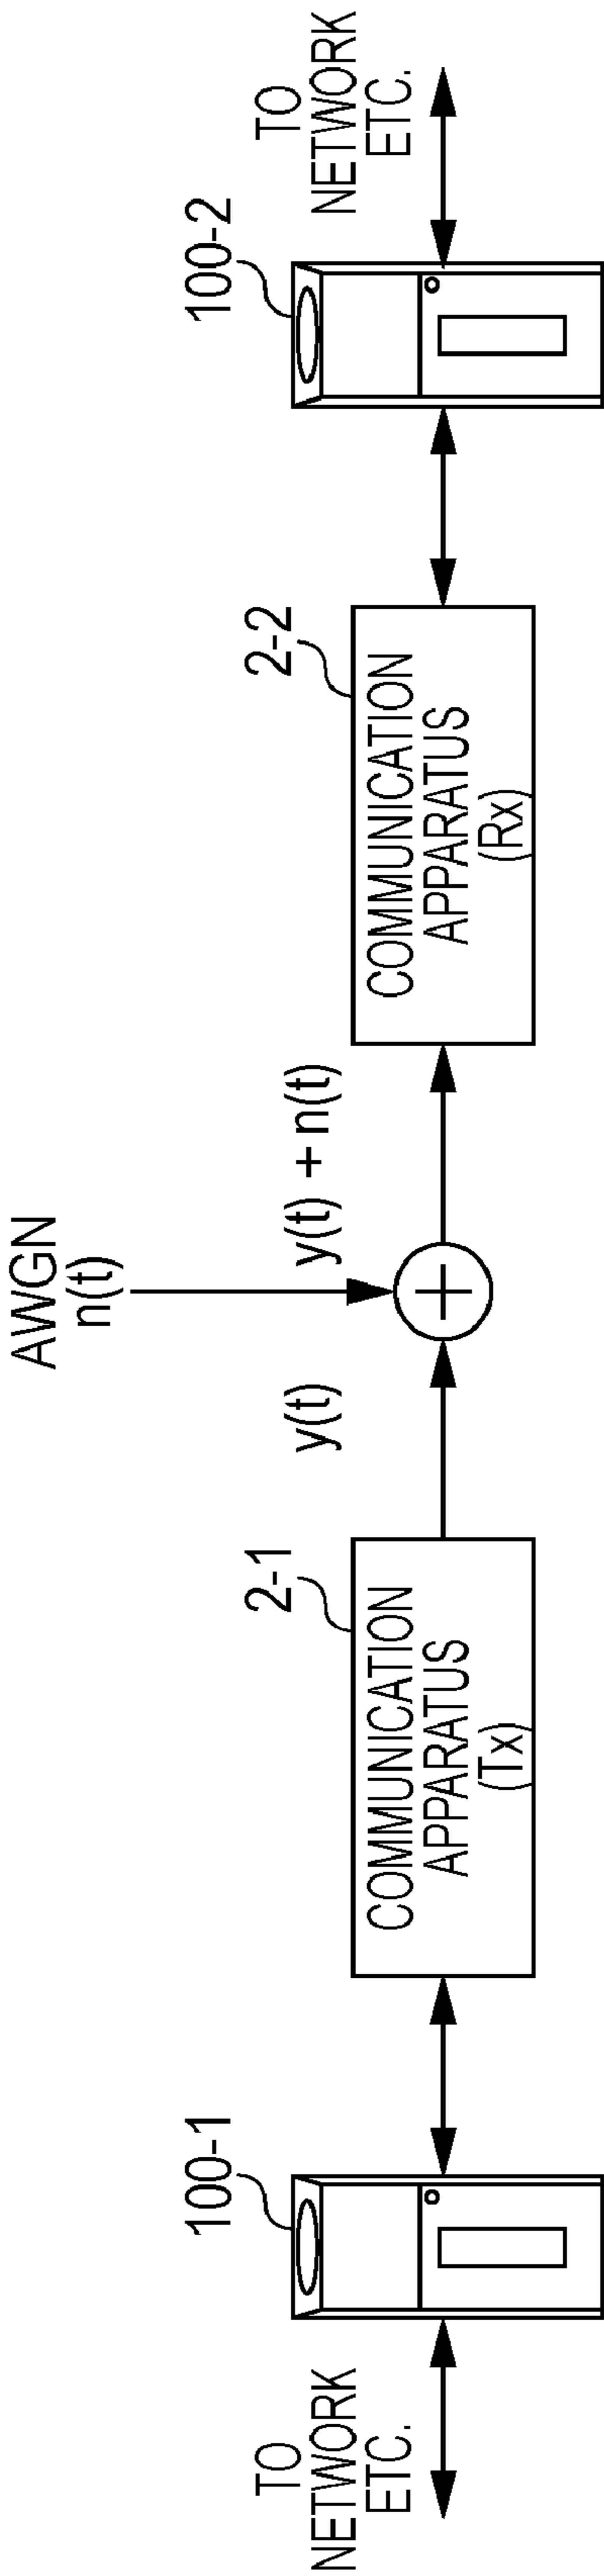 AWGN
n(t)
TO
NETWORK
ETC.
100-1
2-1
COMMUNICATION
APPARATUS
(Tx)
y(t)
y(t) + n(t)
2-2
COMMUNICATION
APPARATUS
(Rx)
100-2
TO
NETWORK
ETC.